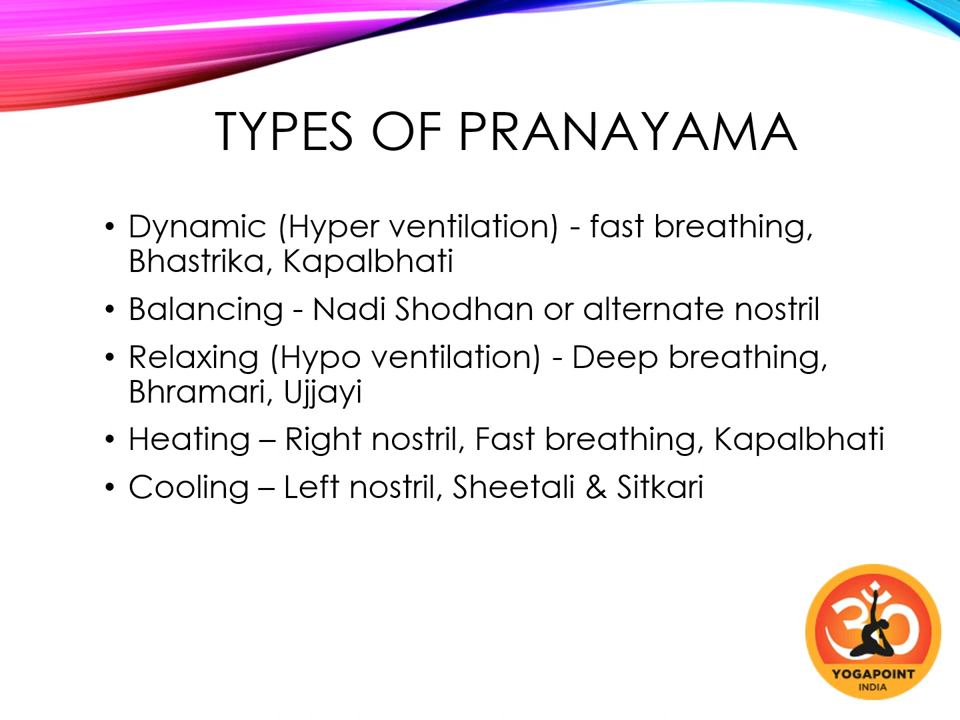 TYPES OF PRANAYAMA
• Dynamic (Hyper ventilation) - fast breathing,
Bhastrika, Kapalbhati
• Balancing - Nadi Shodhan or alternate nostril
• Relaxing (Hypo ventilation) - Deep breathing,
Bhramari, Ujjayi
• Heating – Right nostril, Fast breathing, Kapalbhati
• Cooling – Left nostril, Sheetali & Sitkari
ॐ
YOGAPOINT
INDIA